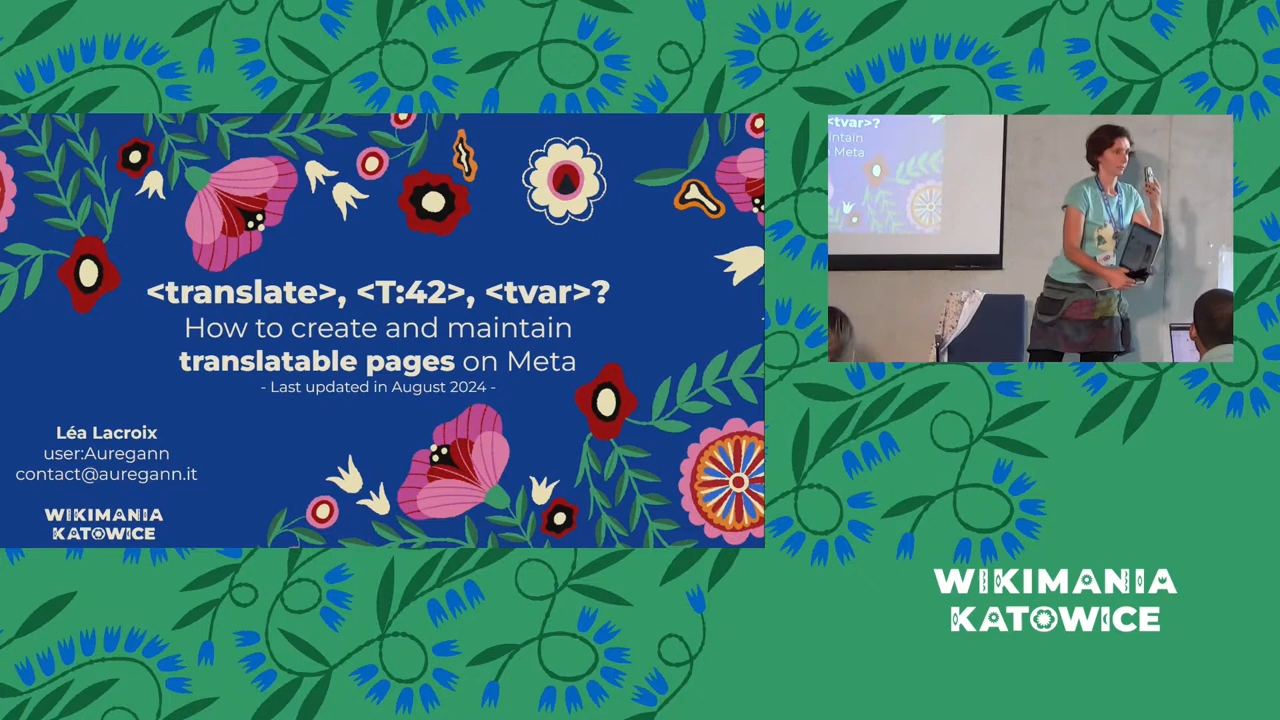 <translate>, <T:42>, <tvar>?
How to create and maintain
translatable pages on Meta
- Last updated in August 2024 -
Léa Lacroix
user:Auregann
contact@auregann.it
WIKIMANIA
KATOWICE
<tvar>?
ntain
Meta
WIKIMANIA
KATOWICE